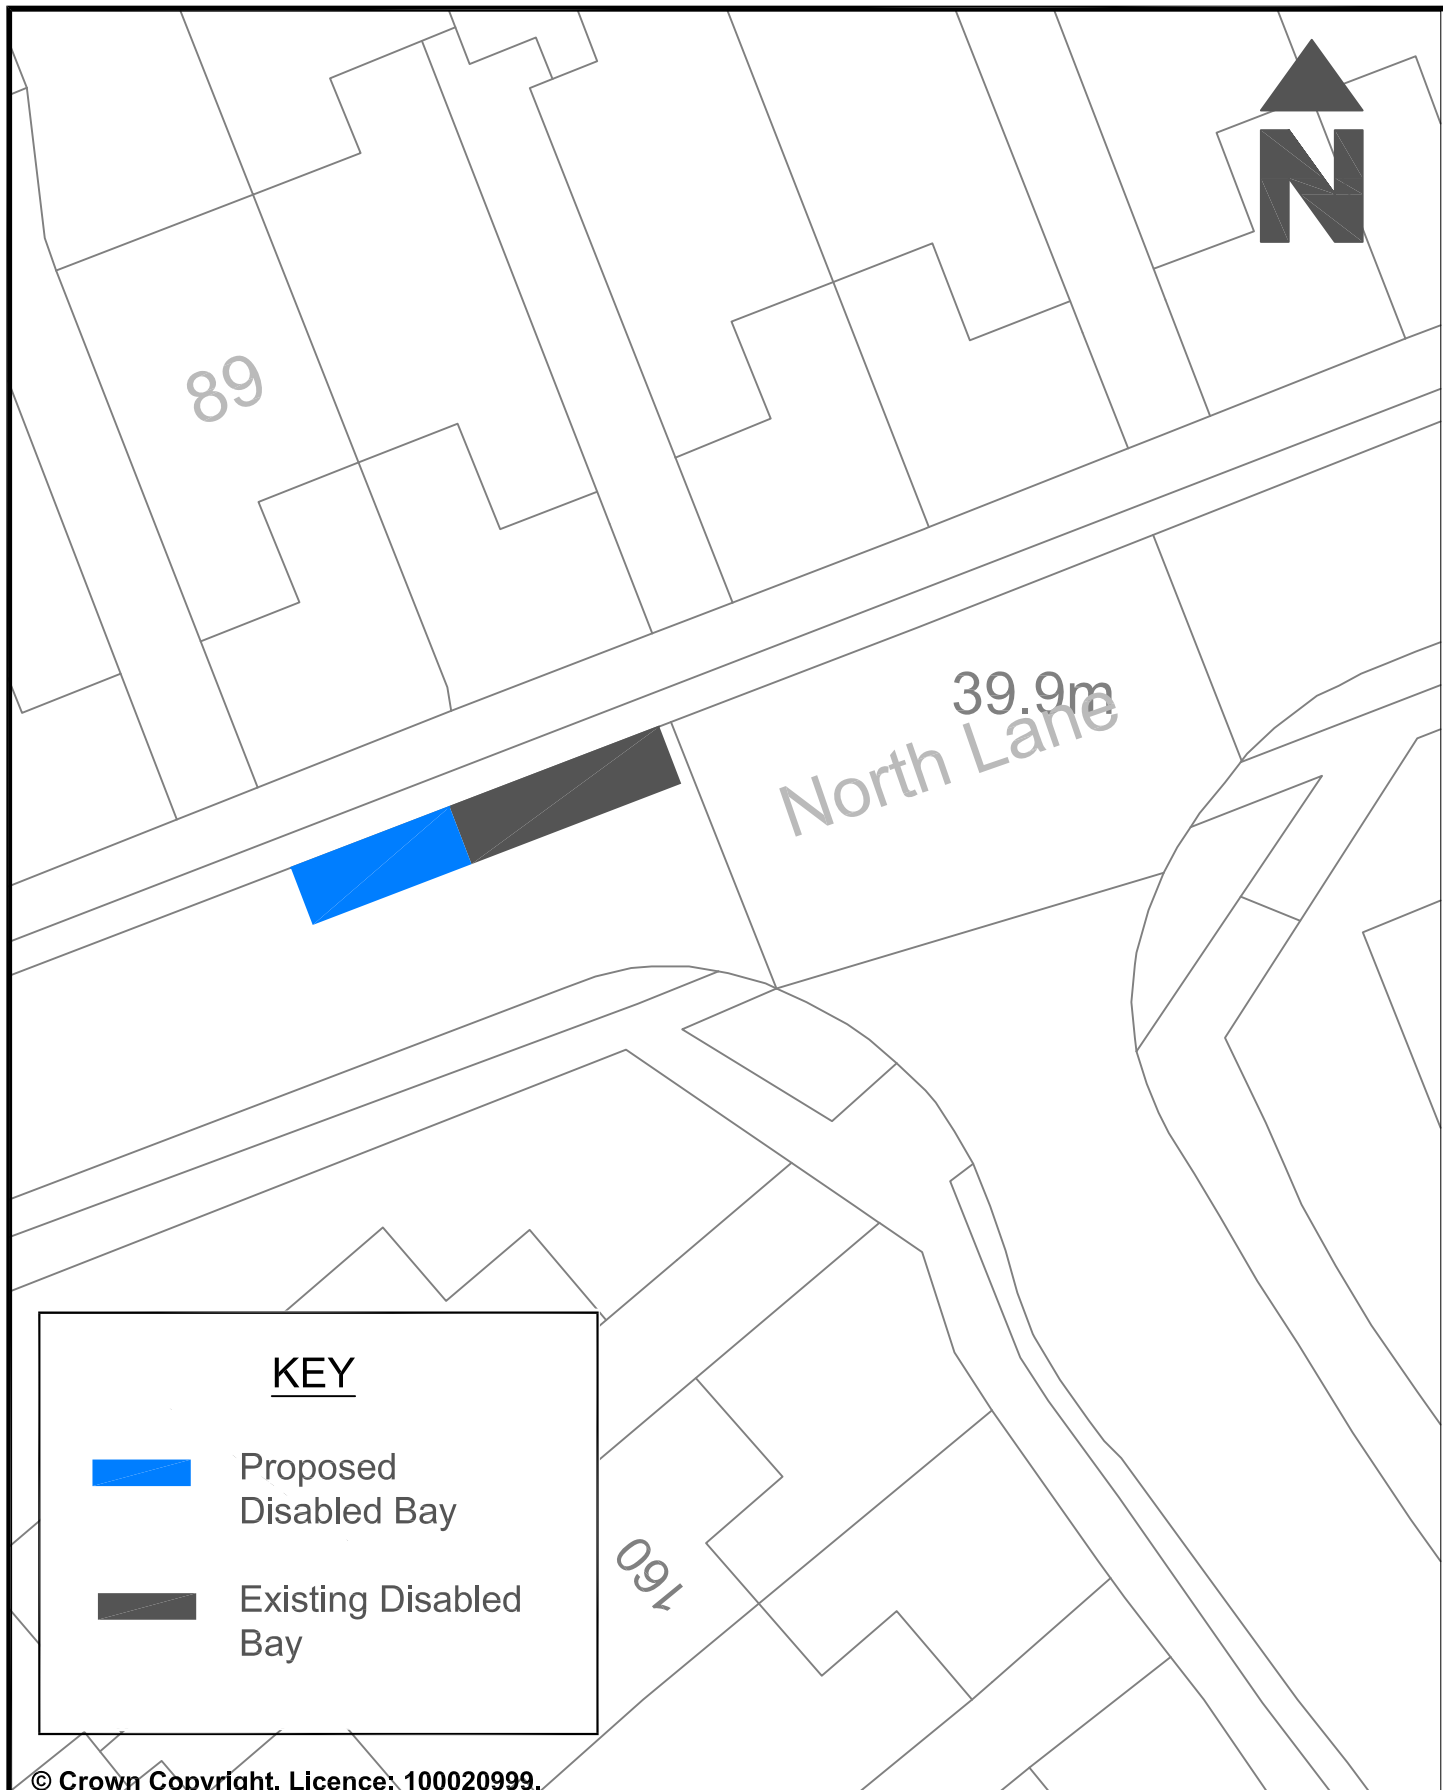 N
89
39.9m
North Lane
KEY
Proposed
Disabled Bay
Existing Disabled
Bay
160
© Crown Copyright. Licence: 100020999.